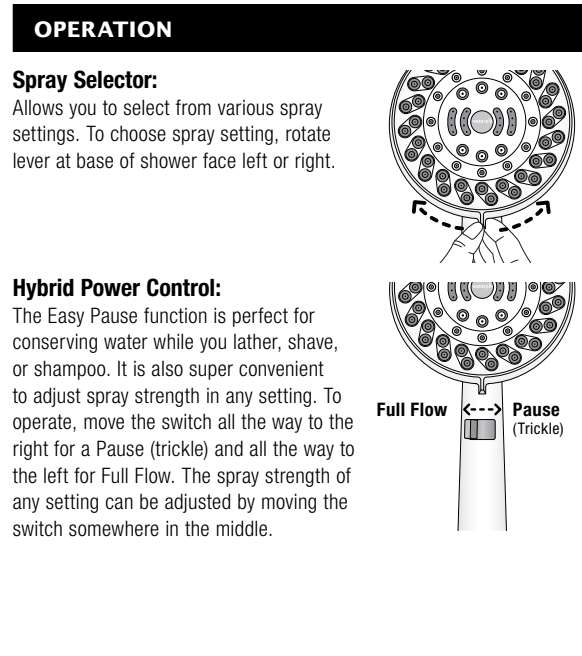 OPERATION
Spray Selector:
Allows you to select from various spray
settings. To choose spray setting, rotate
lever at base of shower face left or right.
Hybrid Power Control:
The Easy Pause function is perfect for
conserving water while you lather, shave,
or shampoo. It is also super convenient
to adjust spray strength in any setting. To
operate, move the switch all the way to the
right for a Pause (trickle) and all the way to
the left for Full Flow. The spray strength of
any setting can be adjusted by moving the
switch somewhere in the middle.
Full Flow
Pause
(Trickle)